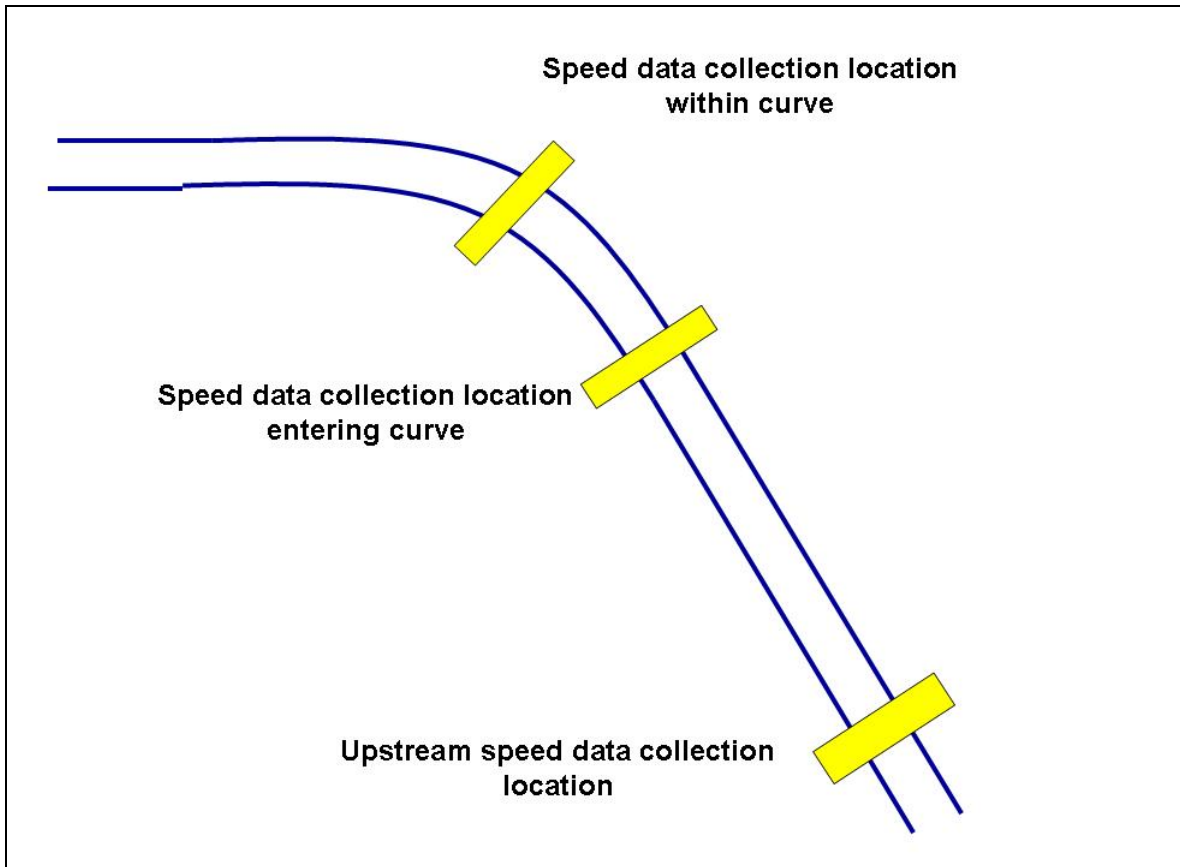 Speed data collection location
within curve
Speed data collection location
entering curve
Upstream speed data collection
location